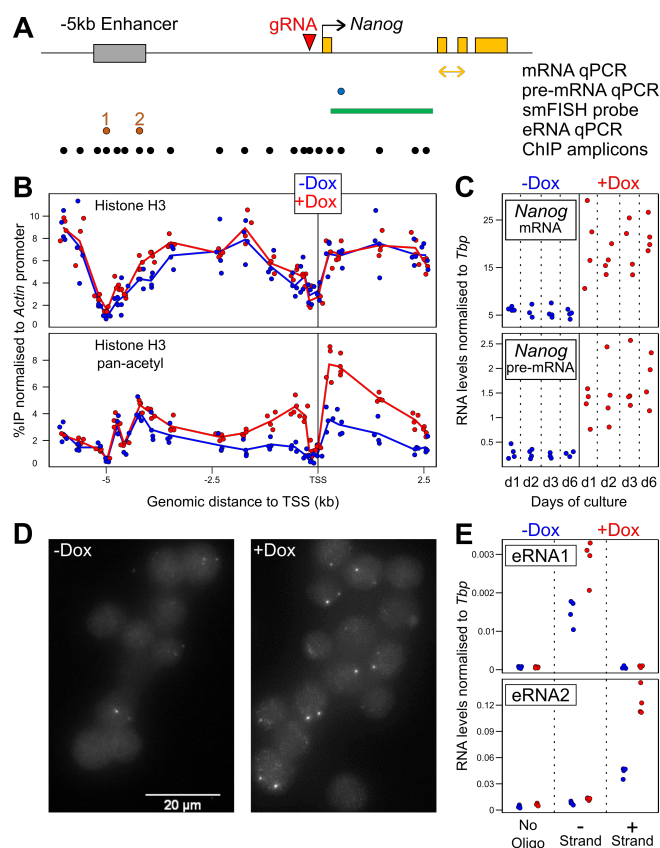 A
-5kb Enhancer
gRNA
Nanog
mRNA qPCR
pre-mRNA qPCR
smFISH probe
eRNA qPCR
ChIP amplicons
1
2
B
-Dox
+Dox
Histone H3
10
8
6
4
2
0
Histone H3
pan-acetyl
10
8
6
4
2
0
%IP normalised to Actin promoter
-5
-2.5
TSS
2.5
Genomic distance to TSS (kb)
C
-Dox
+Dox
Nanog
mRNA
25
15
5
Nanog
pre-mRNA
2.5
1.5
0.5
RNA levels normalised to Tbp
d1 d2 d3 d6 d1 d2 d3 d6
Days of culture
D
-Dox
+Dox
20 µm
E
-Dox
+Dox
eRNA1
0.003
0.002
0.001
0
eRNA2
0.12
0.09
0.06
0.03
0
RNA levels normalised to Tbp
No
Oligo
-
Strand
+
Strand